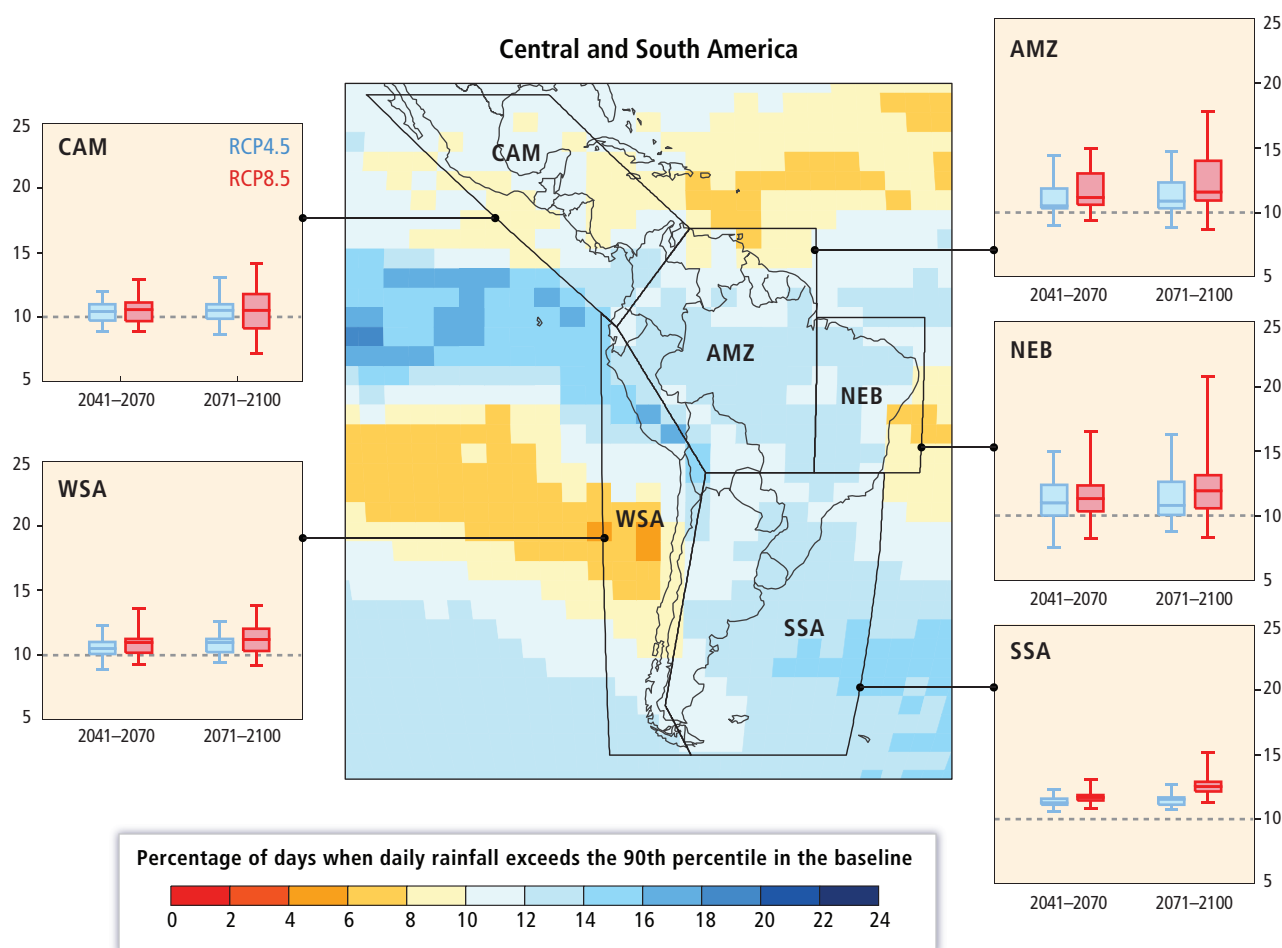 Central and South America
CAM
RCP4.5
RCP8.5
25
20
15
10
5
2041–2070
2071–2100
WSA
25
20
15
10
5
2041–2070
2071–2100
CAM
AMZ
NEB
WSA
SSA
AMZ
25
20
15
10
5
2041–2070
2071–2100
NEB
25
20
15
10
5
2041–2070
2071–2100
SSA
25
20
15
10
5
2041–2070
2071–2100
Percentage of days when daily rainfall exceeds the 90th percentile in the baseline
0 2 4 6 8 10 12 14 16 18 20 22 24